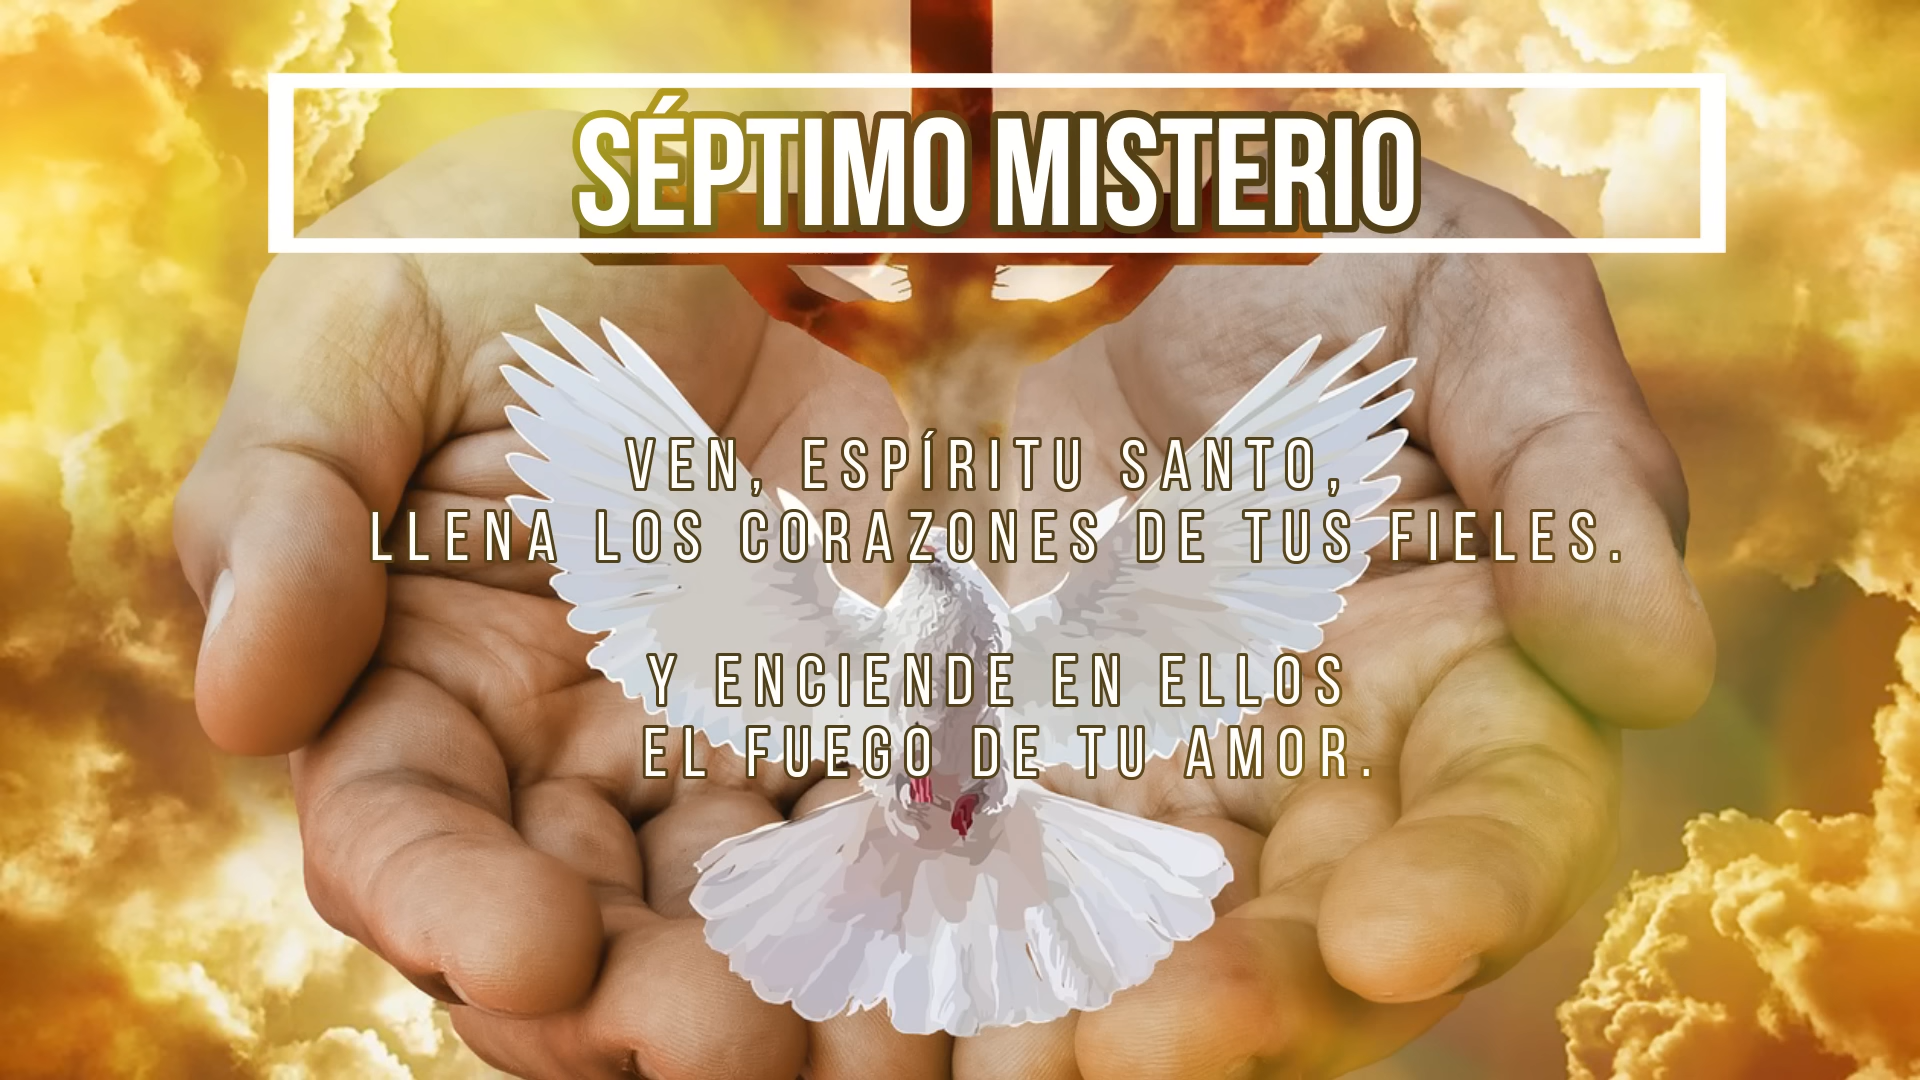 SÉPTIMO MISTERIO
VEN, ESPÍRITU SANTO,
LLENA LOS CORAZONES DE TUS FIELES.
Y ENCIENDE EN ELLOS
EL FUEGO DE TU AMOR.